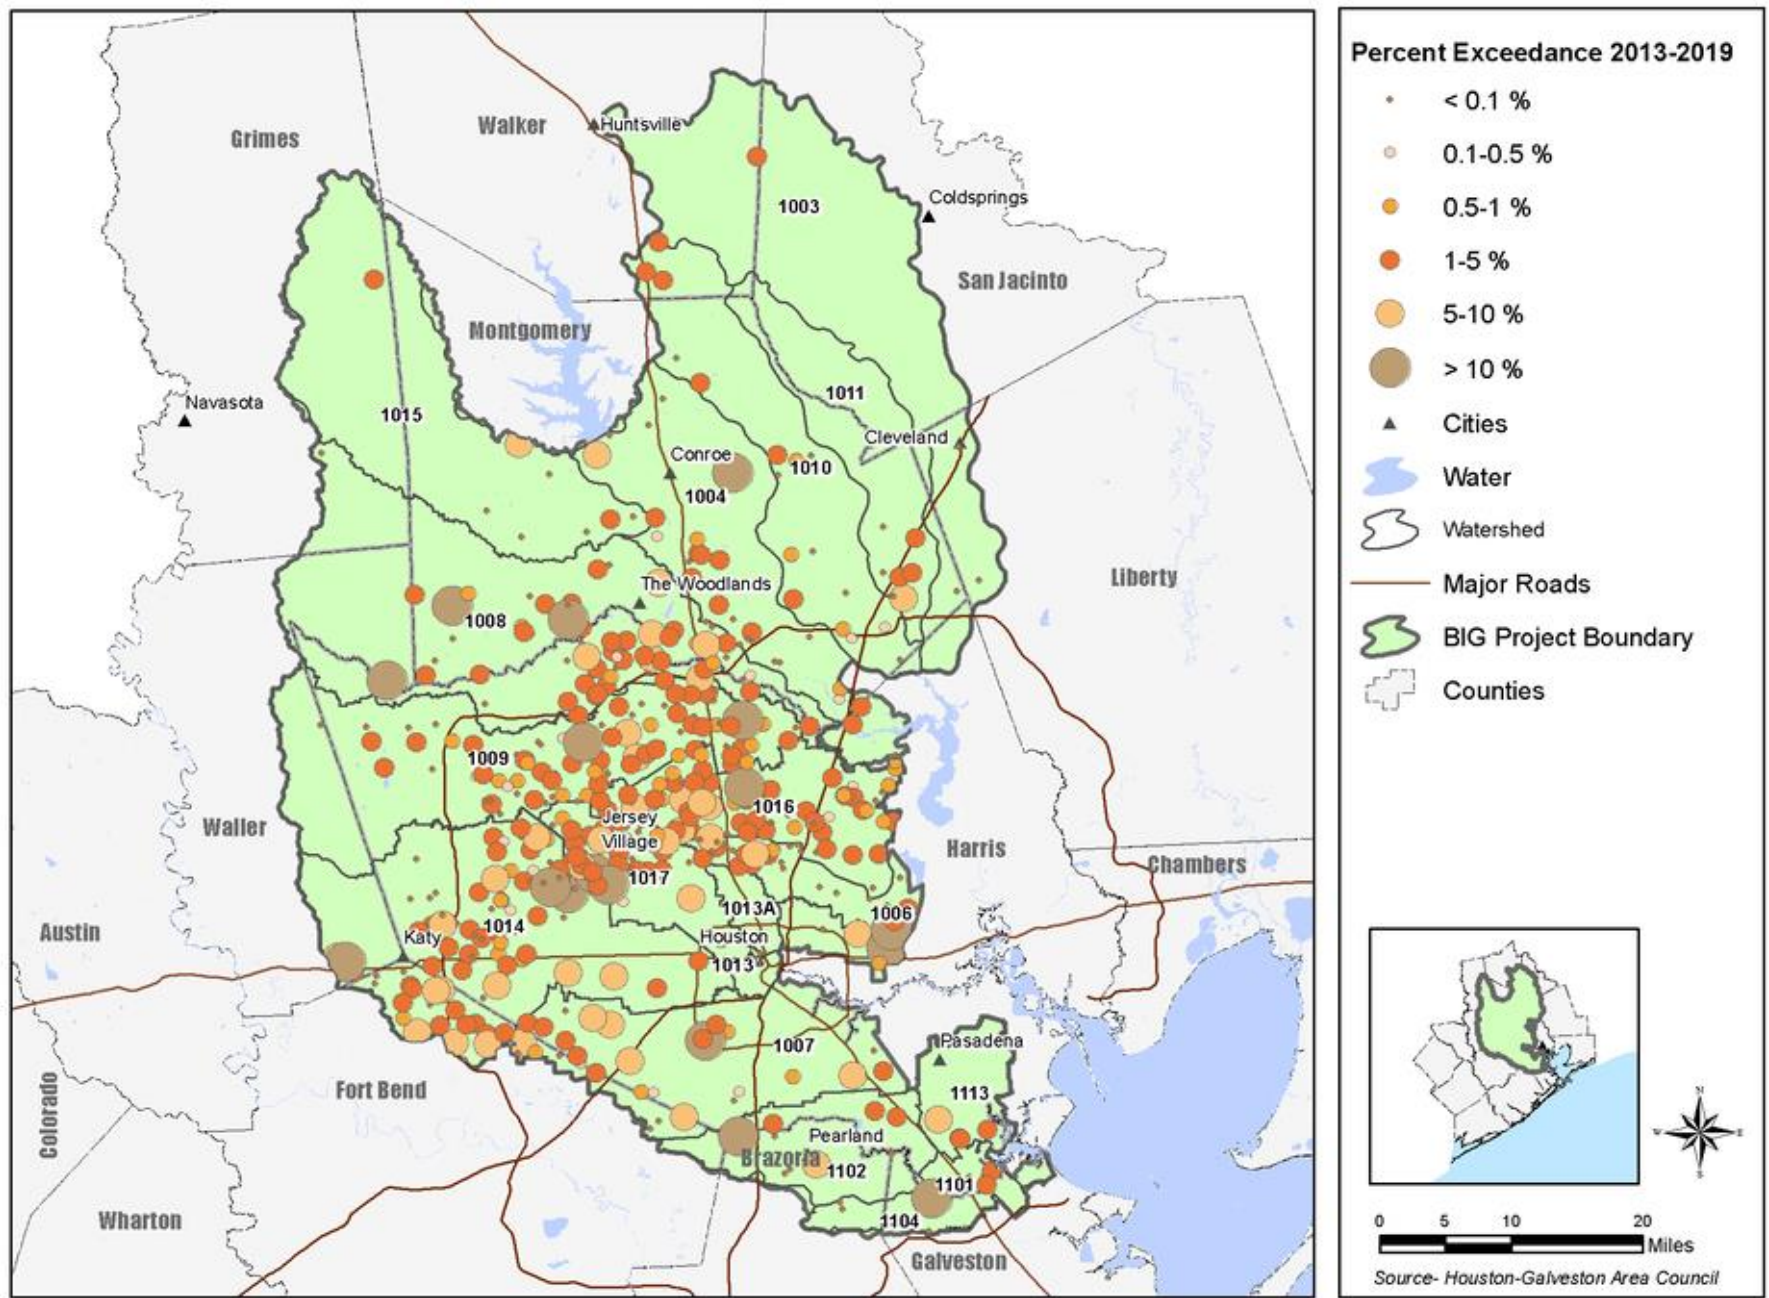 Huntsville
Walker
Grimes
Coldsprings
1003
San Jacinto
Montgomery
Navasota
1015
1011
Cleveland
Conroe
1010
1004
The Woodlands
Liberty
1008
1009
1016
Jersey
Village
Waller
Harris
Chambers
1017
1013A
1006
Austin
Katy
1014
Houston
1013
Pasadena
1007
Fort Bend
Colorado
1113
Pearland
Brazoria
1102
1101
Wharton
1104
Galveston
Percent Exceedance 2013-2019
< 0.1 %
0.1-0.5 %
0.5-1 %
1-5 %
5-10 %
> 10 %
Cities
Water
Watershed
Major Roads
BIG Project Boundary
Counties
N
W
E
S
0 5 10 20
Miles
Source- Houston-Galveston Area Council